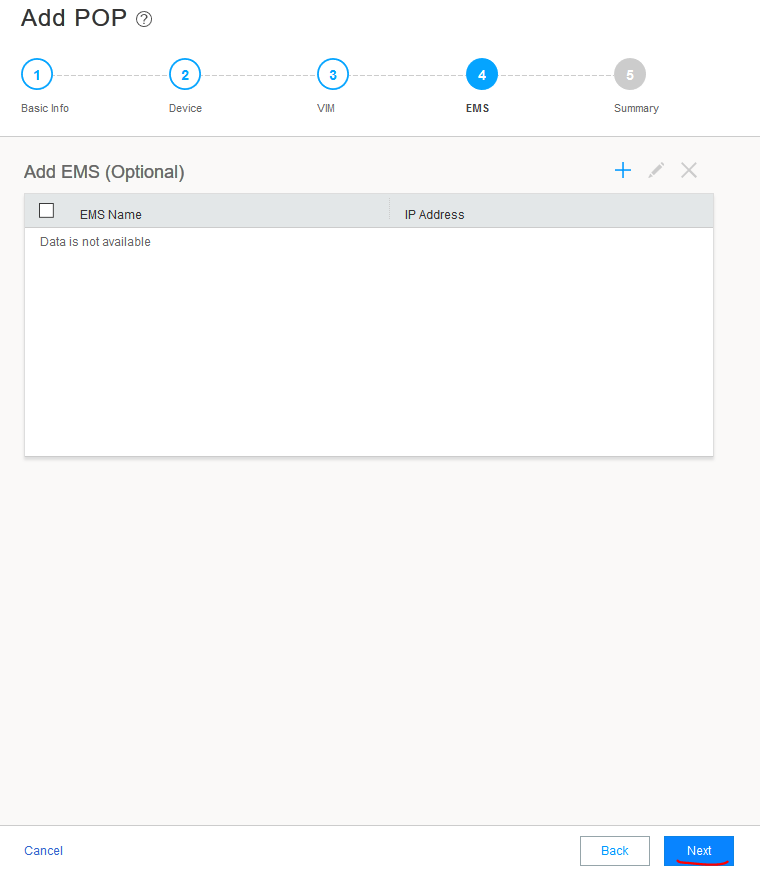 Add POP ?
1 2 3 4 5
Basic Info Device VIM EMS Summary
Add EMS (Optional)
EMS Name IP Address
Data is not available
Cancel Back Next